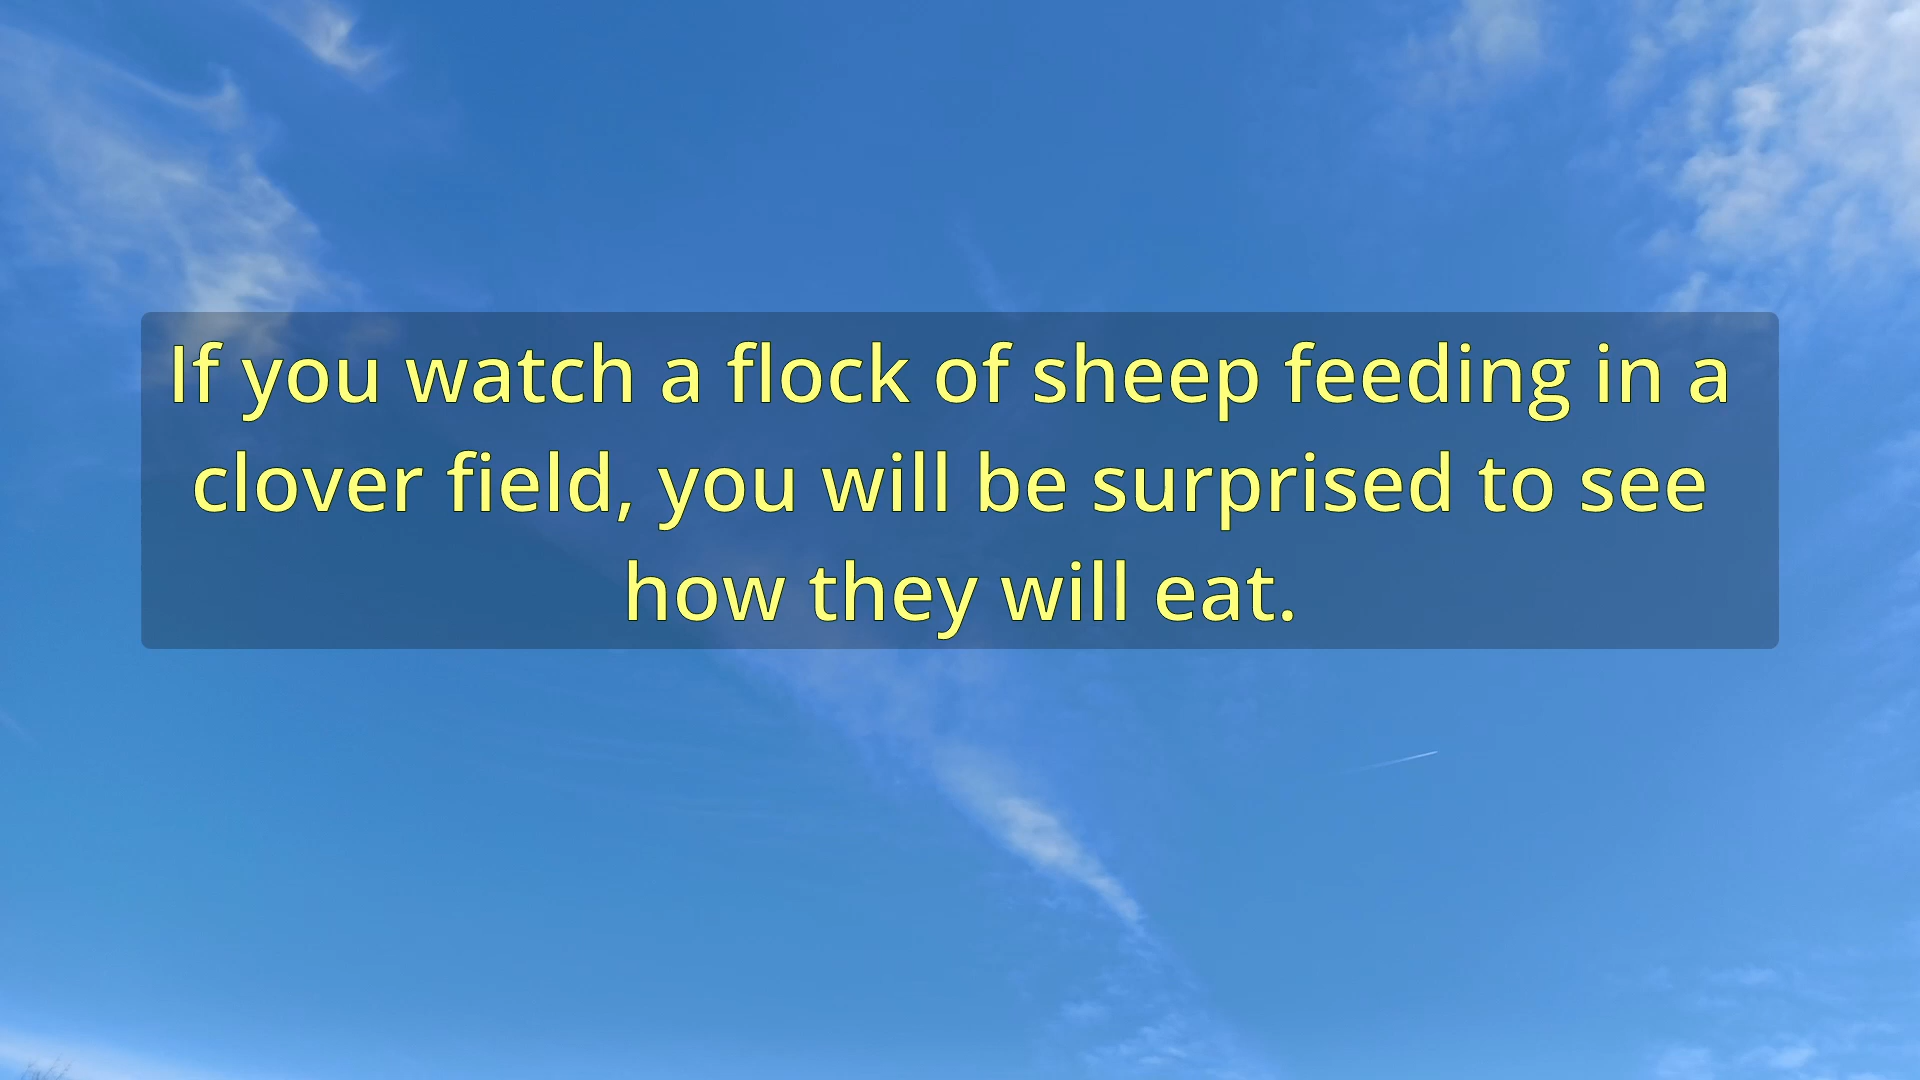 If you watch a flock of sheep feeding in a
clover field, you will be surprised to see
how they will eat.